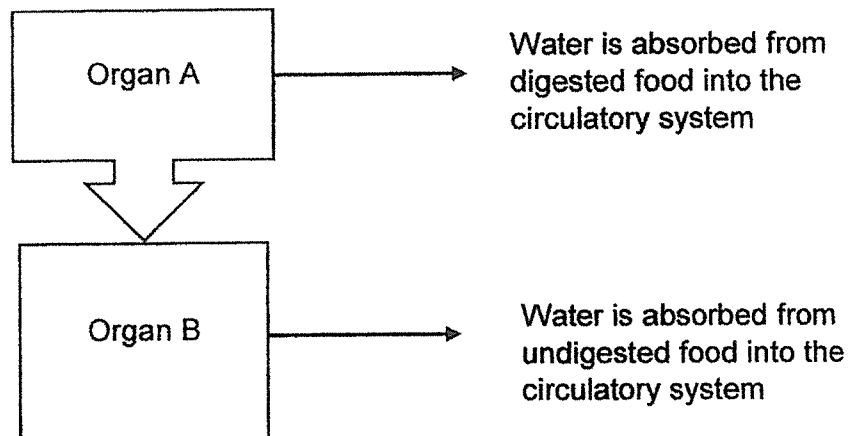 Organ A
Water is absorbed from
digested food into the
circulatory system
Organ B
Water is absorbed from
undigested food into the
circulatory system